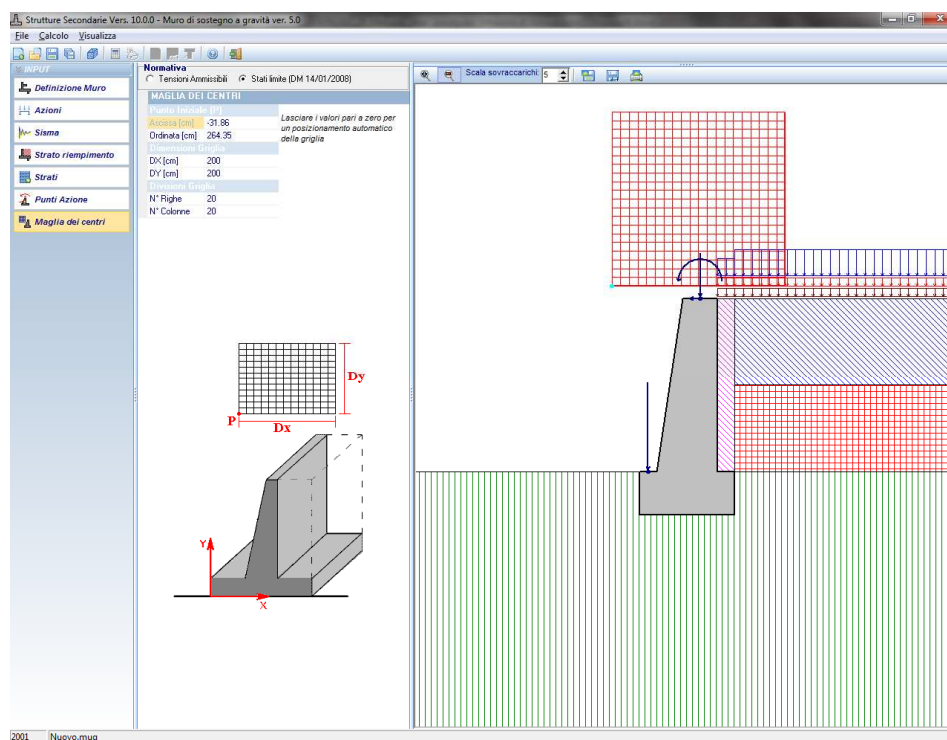 Strutture Secondarie Vers. 10.0.0 - Muro di sostegno a gravità ver. 5.0
File Calcolo Visualizza
INPUT
Definizione Muro
Azioni
Sisma
Strato riempimento
Strati
Punti Azione
Maglia dei centri
Normativa
Tensioni Ammissibili Stati limite (DM 14/01/2008)
MAGLIA DEI CENTRI
Punto Iniziale (P)
Ascissa [cm] -31.86
Ordinata [cm] 264.35
Dimensioni Griglia
DX [cm] 200
DY [cm] 200
Divisioni Griglia
N° Righe 20
N° Colonne 20
Lasciare i valori pari a zero per
un posizionamento automatico
della griglia
Dy
P
Dx
Y
X
Scala sovraccarichi: 5
2001 Nuovo.mug